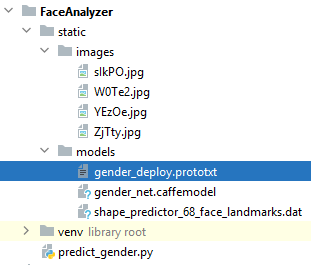 FaceAnalyzer
static
images
slkPO.jpg
W0Te2.jpg
YEzOe.jpg
ZjTty.jpg
models
gender_deploy.prototxt
gender_net.caffemodel
shape_predictor_68_face_landmarks.dat
venv library root
predict_gender.py